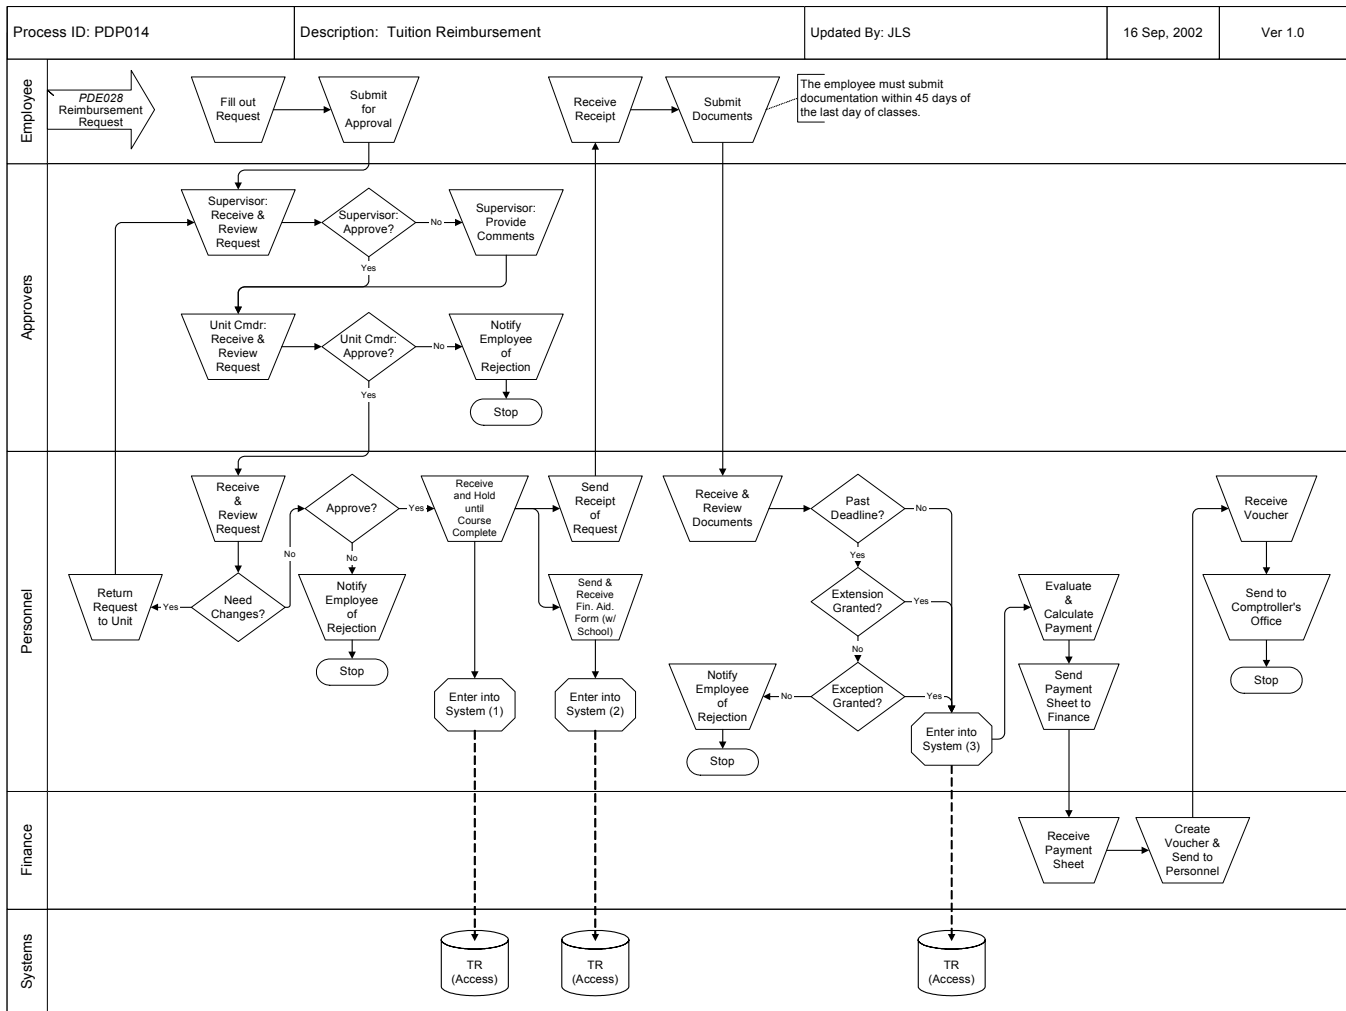 Process ID: PDP014
Description: Tuition Reimbursement
Updated By: JLS
16 Sep, 2002
Ver 1.0
Employee
PDE028
Reimbursement
Request
Fill out
Request
Submit
for
Approval
Receive
Receipt
Submit
Documents
The employee must submit
documentation within 45 days of
the last day of classes.
Approvers
Supervisor:
Receive &
Review
Request
Supervisor:
Approve?
No
Supervisor:
Provide
Comments
Yes
Unit Cmdr:
Receive &
Review
Request
Unit Cmdr:
Approve?
No
Notify
Employee
of
Rejection
Yes
Stop
Personnel
Receive
&
Review
Request
Approve?
Yes
Receive
and Hold
until
Course
Complete
Send
Receipt
of
Request
Receive &
Review
Documents
Past
Deadline?
No
Receive
Voucher
No
No
Yes
Return
Request
to Unit
Yes
Need
Changes?
Notify
Employee
of
Rejection
Stop
Send &
Receive
Fin. Aid.
Form (w/
School)
Extension
Granted?
Yes
Evaluate
&
Calculate
Payment
Send to
Comptroller's
Office
Stop
No
Enter into
System (1)
Enter into
System (2)
Notify
Employee
of
Rejection
No
Exception
Granted?
Yes
Send
Payment
Sheet to
Finance
Stop
Enter into
System (3)
Finance
Receive
Payment
Sheet
Create
Voucher &
Send to
Personnel
Systems
TR
(Access)
TR
(Access)
TR
(Access)